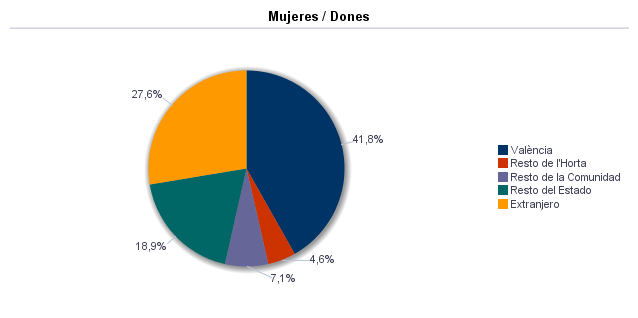 Mujeres / Dones
27,6%
41,8%
18,9%
4,6%
7,1%
València
Resto de l'Horta
Resto de la Comunidad
Resto del Estado
Extranjero